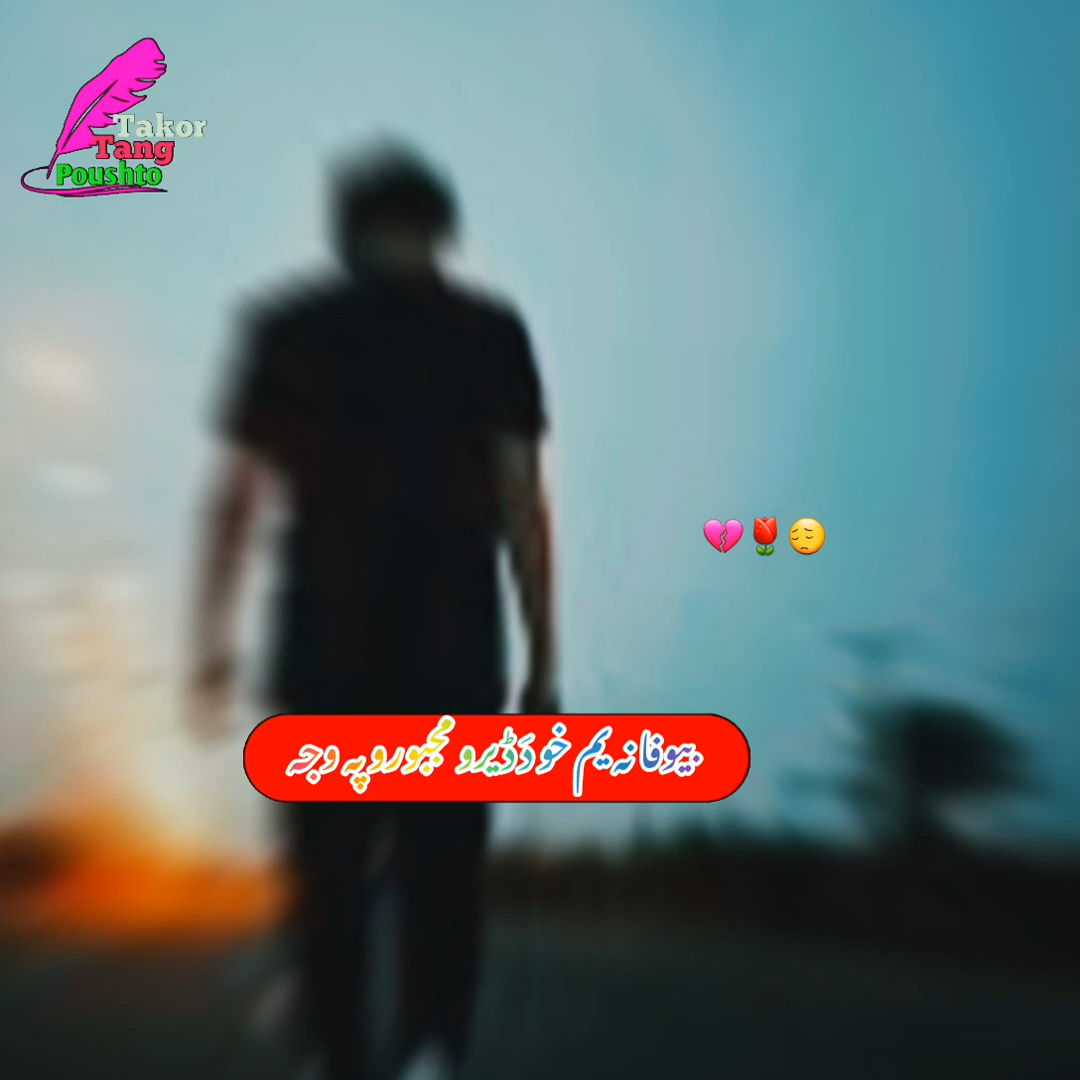 Takor
Tang
Poushto
💔🌷😔
بیوفا نہ یم خو دَ ڈیرو مجبورو پہ وجہ